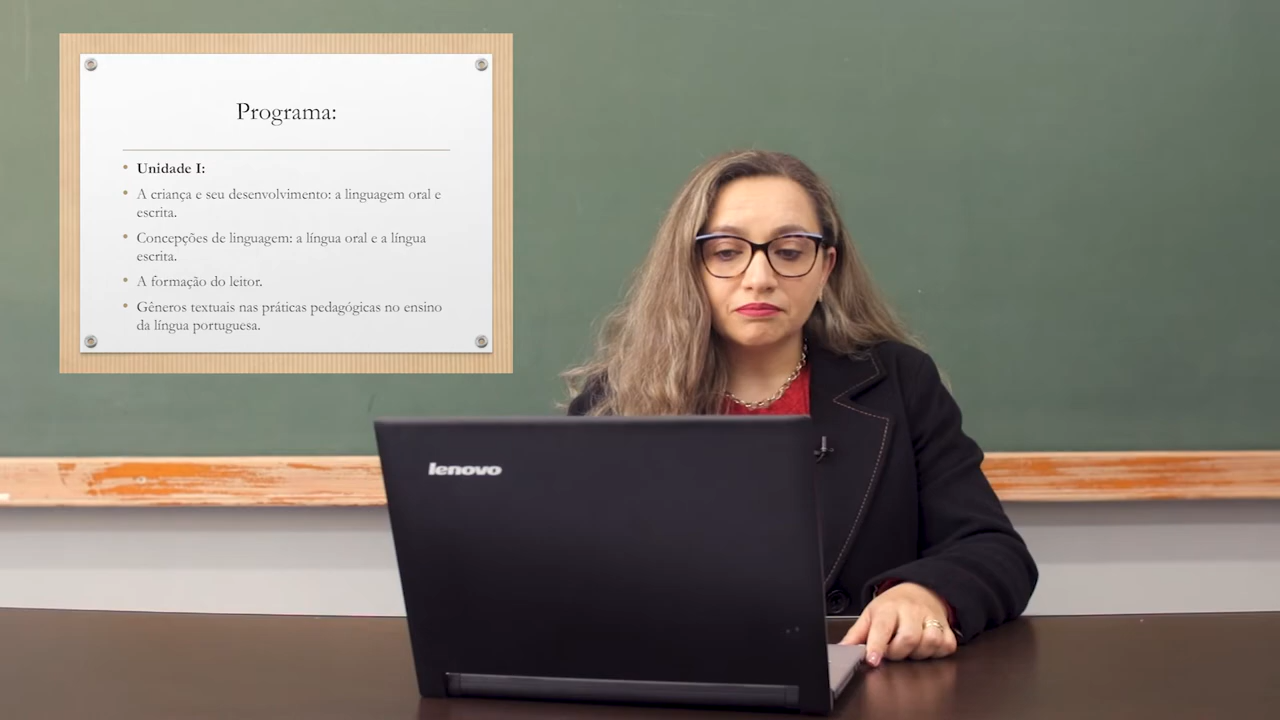 Programa:
Unidade I:
A criança e seu desenvolvimento: a linguagem oral e
escrita.
Concepções de linguagem: a língua oral e a língua
escrita.
A formação do leitor.
Gêneros textuais nas práticas pedagógicas no ensino
da língua portuguesa.
lenovo